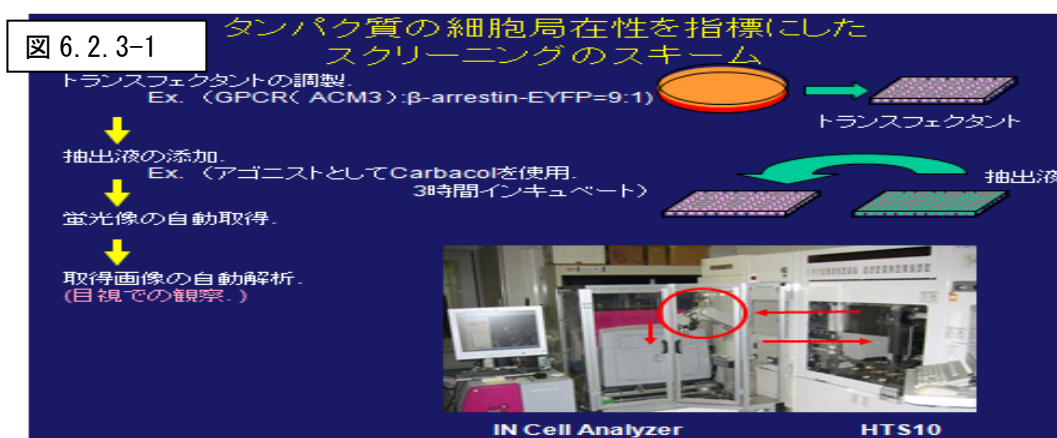 図 6.2.3-1
タンパク質の細胞局在性を指標にした
スクリーニングのスキーム
トランスフェクタントの調製.
Ex. (GPCR( ACM3 ):β-arrestin-EYFP=9:1)
トランスフェクタント
抽出液の添加.
Ex. (アゴニストとしてCarbacolを使用.
3時間インキュベート)
抽出液
蛍光像の自動取得.
取得画像の自動解析.
(目視での観察. )
IN Cell Analyzer
HTS10